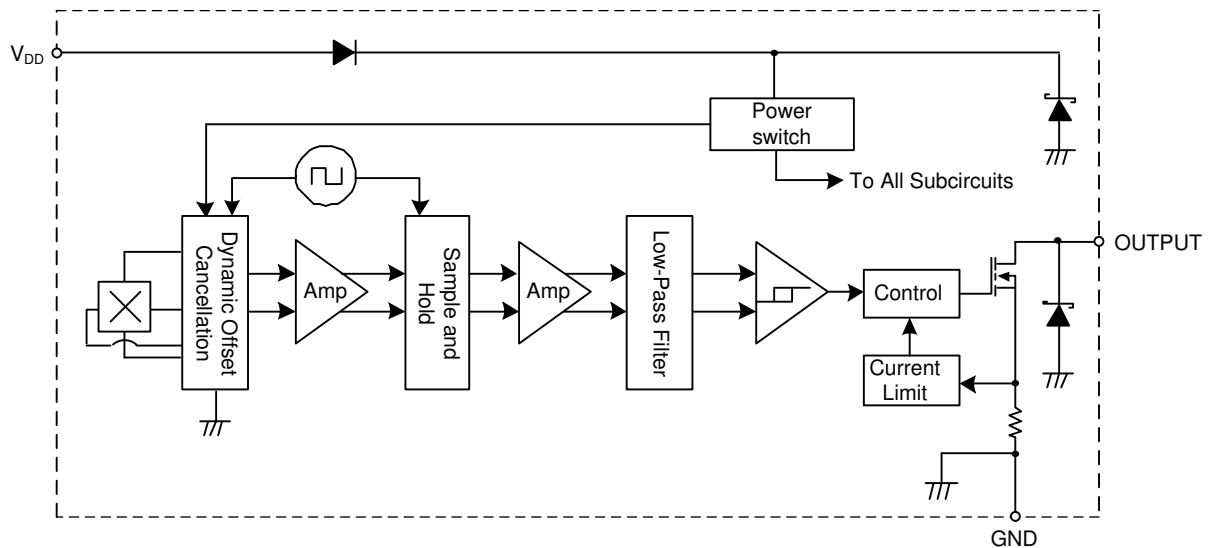 V_DD
Power
switch
To All Subcircuits
Dynamic Offset
Cancellation
Amp
Sample and
Hold
Amp
Low-Pass Filter
Control
Current
Limit
OUTPUT
GND